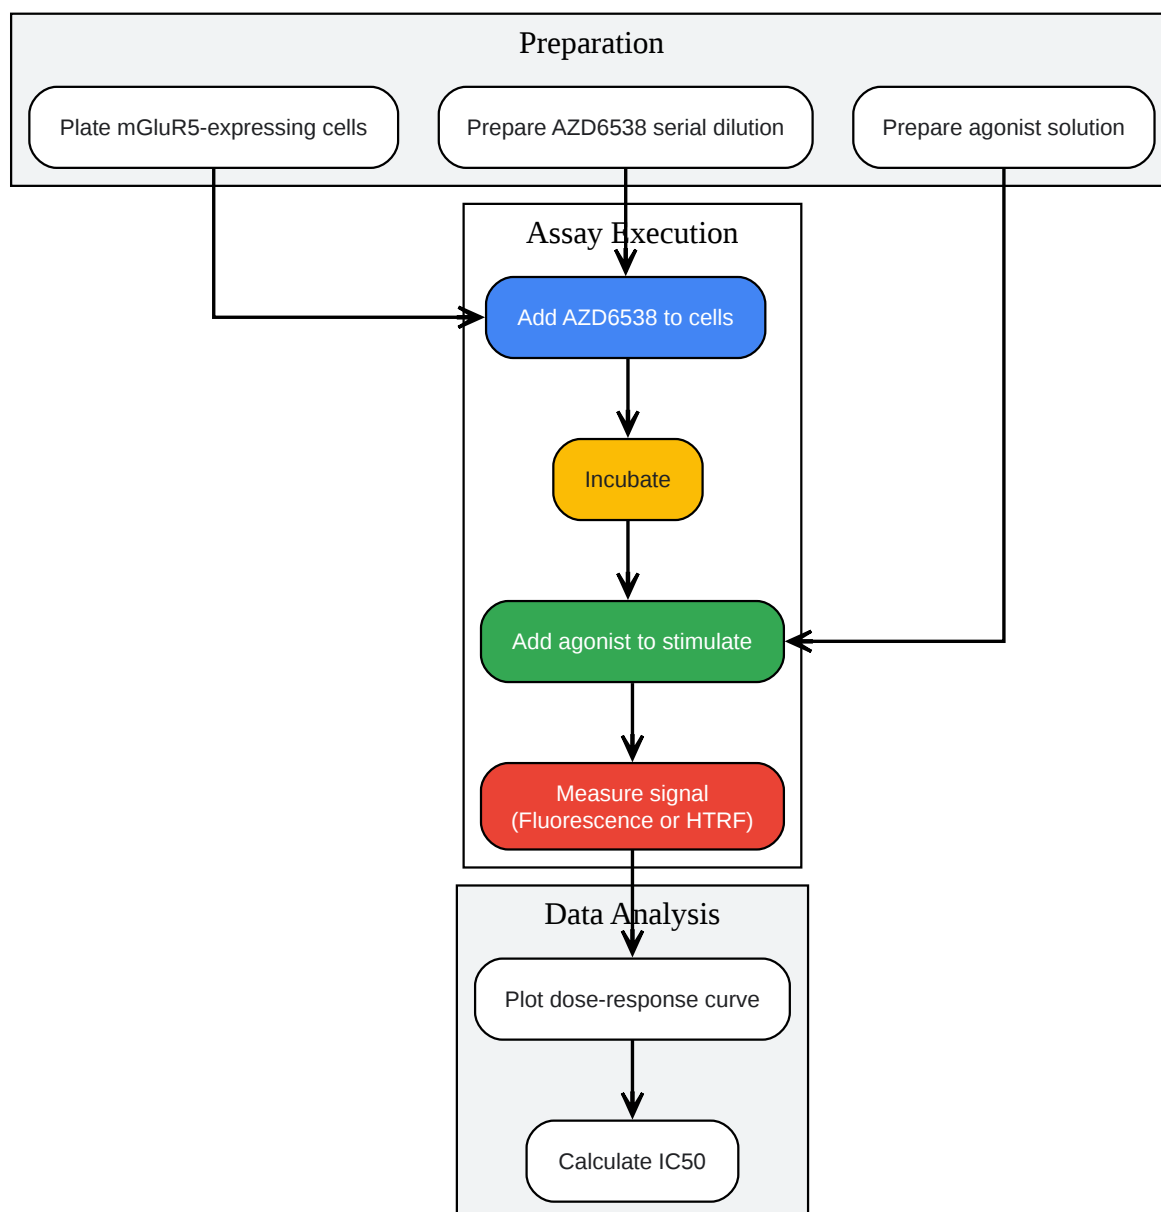 Preparation
Plate mGluR5-expressing cells
Prepare AZD6538 serial dilution
Prepare agonist solution
Assay Execution
Add AZD6538 to cells
Incubate
Add agonist to stimulate
Measure signal
(Fluorescence or HTRF)
Data Analysis
Plot dose-response curve
Calculate IC50